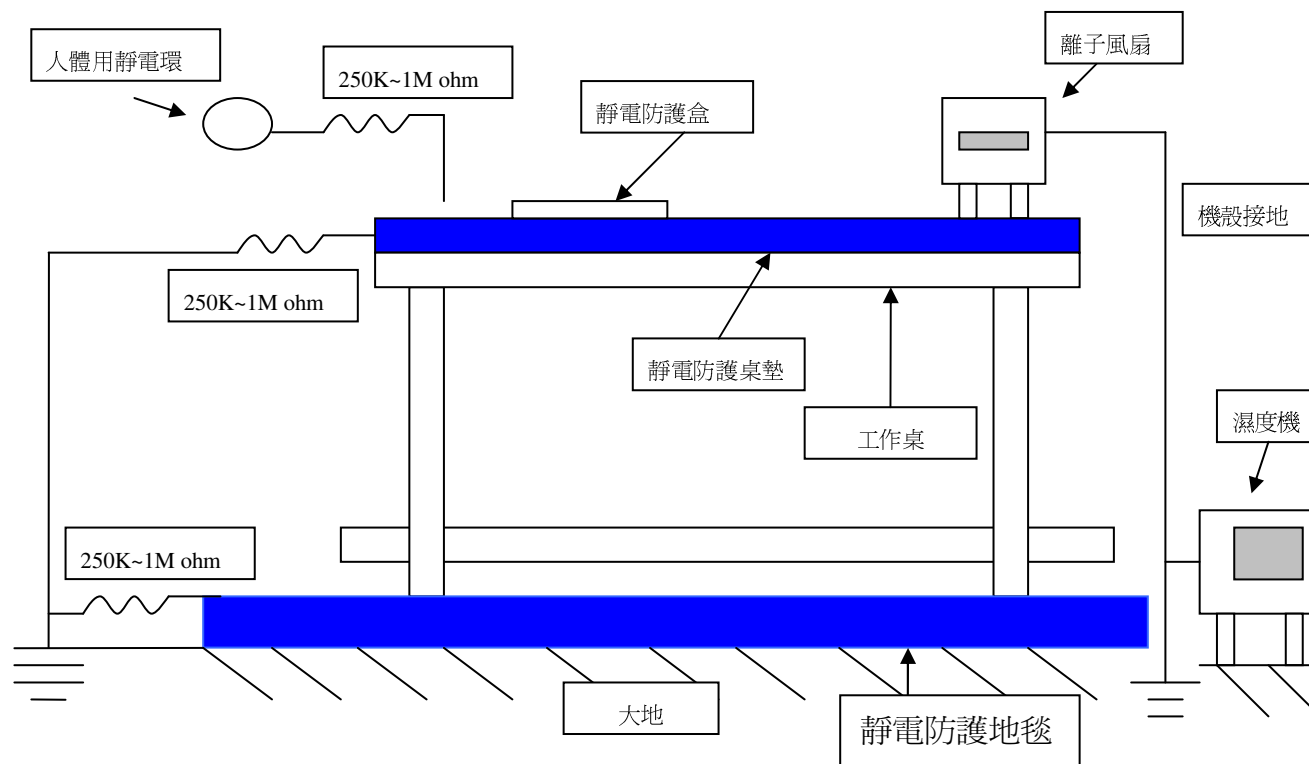 離子風扇
人體用靜電環
250K~1M ohm
靜電防護盒
機殼接地
250K~1M ohm
靜電防護桌墊
濕度機
工作桌
250K~1M ohm
大地
靜電防護地毯